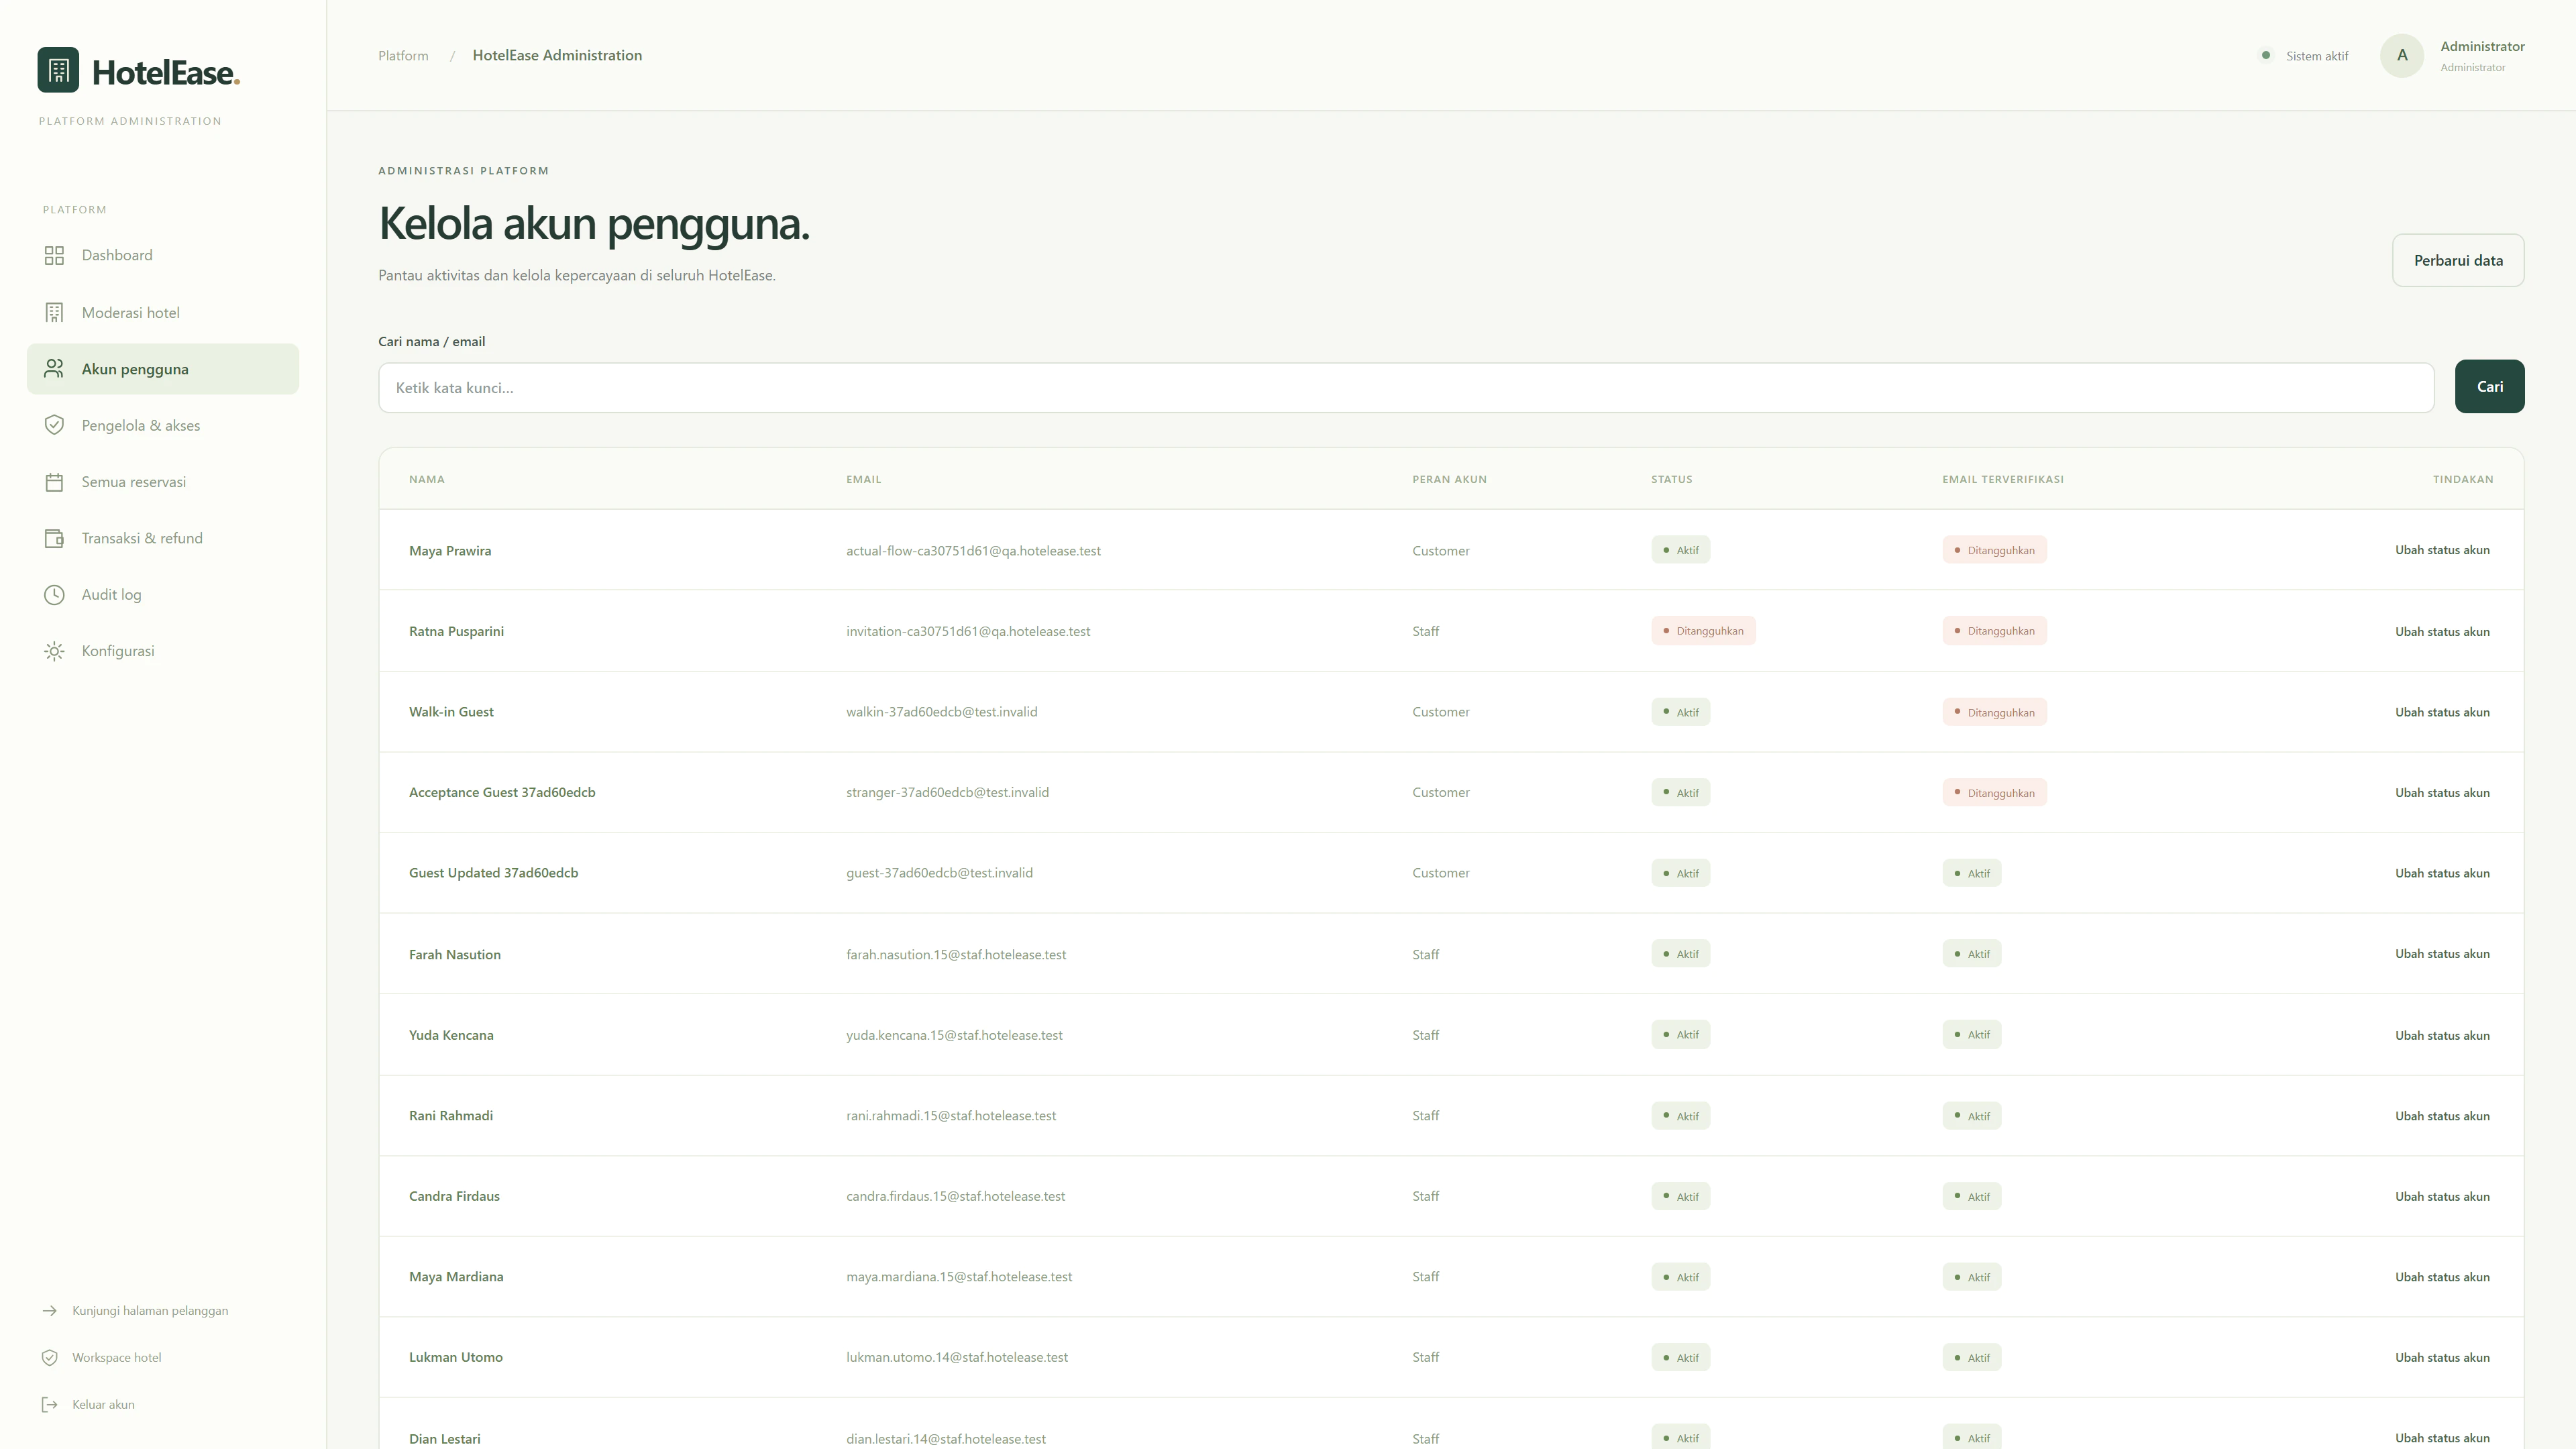 HotelEase.
PLATFORM ADMINISTRATION
PLATFORM
Dashboard
Moderasi hotel
Akun pengguna
Pengelola & akses
Semua reservasi
Transaksi & refund
Audit log
Konfigurasi
Kunjungi halaman pelanggan
Workspace hotel
Keluar akun
Platform / HotelEase Administration
Sistem aktif
A
Administrator
Administrator
ADMINISTRASI PLATFORM
Kelola akun pengguna.
Pantau aktivitas dan kelola kepercayaan di seluruh HotelEase.
Perbarui data
Cari nama / email
Ketik kata kunci...
Cari
NAMA EMAIL PERAN AKUN STATUS EMAIL TERVERIFIKASI TINDAKAN
Maya Prawira actual-flow-ca30751d61@qa.hotelease.test Customer Aktif Ditangguhkan Ubah status akun
Ratna Pusparini invitation-ca30751d61@qa.hotelease.test Staff Ditangguhkan Ditangguhkan Ubah status akun
Walk-in Guest walkin-37ad60edcb@test.invalid Customer Aktif Ditangguhkan Ubah status akun
Acceptance Guest 37ad60edcb stranger-37ad60edcb@test.invalid Customer Aktif Ditangguhkan Ubah status akun
Guest Updated 37ad60edcb guest-37ad60edcb@test.invalid Customer Aktif Aktif Ubah status akun
Farah Nasution farah.nasution.15@staf.hotelease.test Staff Aktif Aktif Ubah status akun
Yuda Kencana yuda.kencana.15@staf.hotelease.test Staff Aktif Aktif Ubah status akun
Rani Rahmadi rani.rahmadi.15@staf.hotelease.test Staff Aktif Aktif Ubah status akun
Candra Firdaus candra.firdaus.15@staf.hotelease.test Staff Aktif Aktif Ubah status akun
Maya Mardiana maya.mardiana.15@staf.hotelease.test Staff Aktif Aktif Ubah status akun
Lukman Utomo lukman.utomo.14@staf.hotelease.test Staff Aktif Aktif Ubah status akun
Dian Lestari dian.lestari.14@staf.hotelease.test Staff Aktif Aktif Ubah status akun